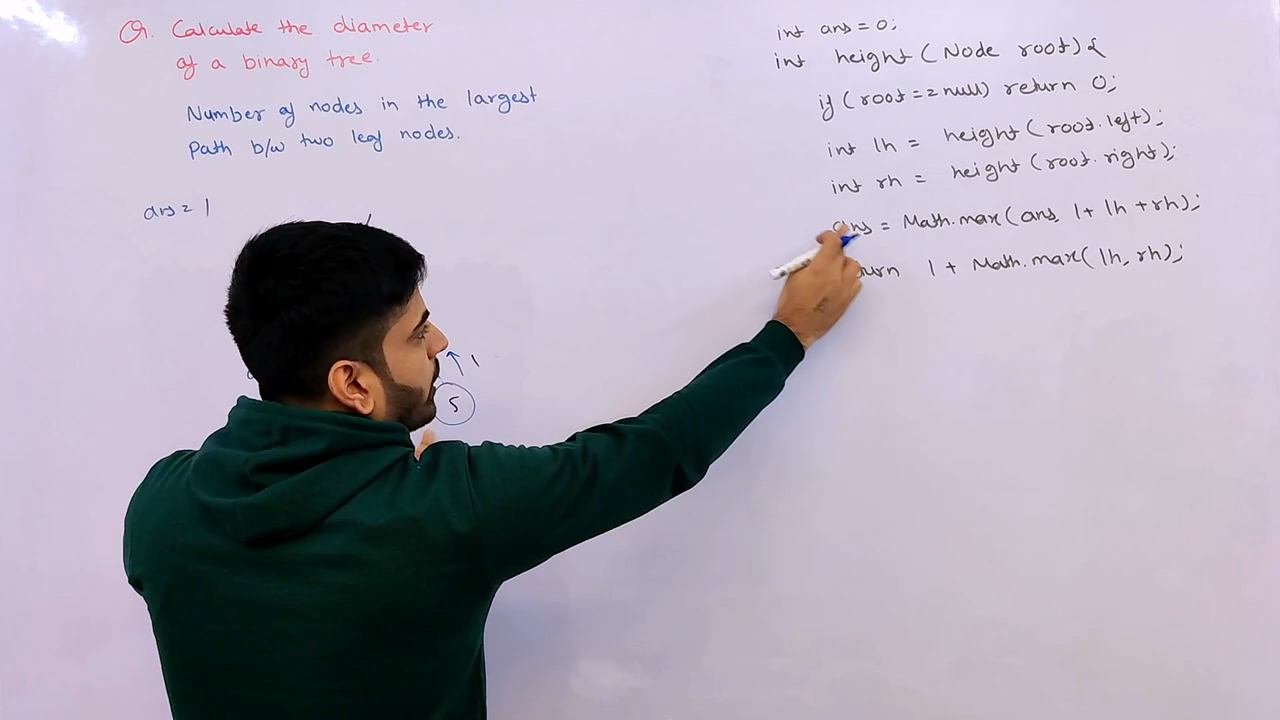 Q. Calculate the diameter
of a binary tree.
Number of nodes in the largest
Path b/w two leaf nodes.
ans = 1
1
5
int ans = 0;
int height (Node root) {
if (root == null) return 0;
int lh = height (root.left);
int rh = height (root.right);
ans = Math.max(ans, 1 + lh + rh);
1 + Math.max(lh, rh);